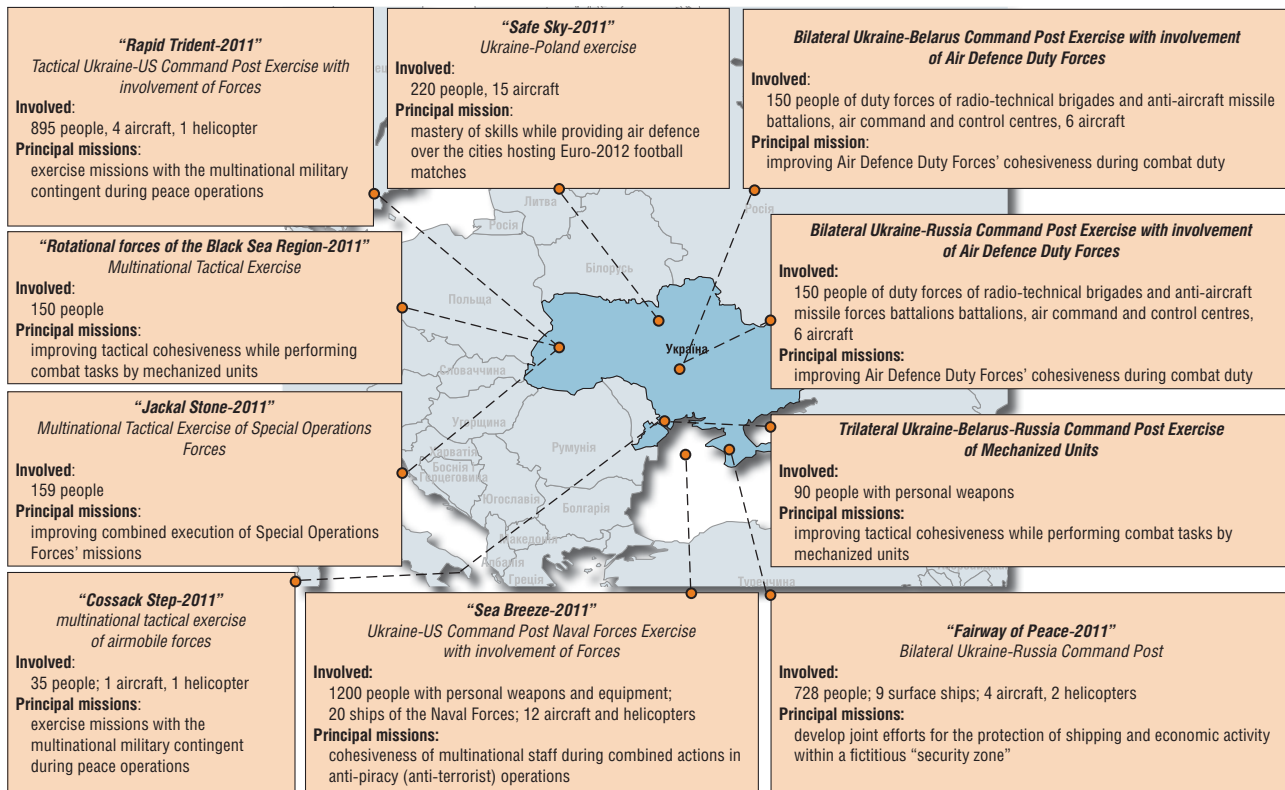 “Rapid Trident-2011”
Tactical Ukraine-US Command Post Exercise with
involvement of Forces
Involved:
895 people, 4 aircraft, 1 helicopter
Principal missions:
exercise missions with the multinational military
contingent during peace operations
“Safe Sky-2011”
Ukraine-Poland exercise
Involved:
220 people, 15 aircraft
Principal mission:
mastery of skills while providing air defence
over the cities hosting Euro-2012 football
matches
Bilateral Ukraine-Belarus Command Post Exercise with involvement
of Air Defence Duty Forces
Involved:
150 people of duty forces of radio-technical brigades and anti-aircraft missile
battalions, air command and control centres, 6 aircraft
Principal mission:
improving Air Defence Duty Forces’ cohesiveness during combat duty
“Rotational forces of the Black Sea Region-2011”
Multinational Tactical Exercise
Involved:
150 people
Principal missions:
improving tactical cohesiveness while performing
combat tasks by mechanized units
Bilateral Ukraine-Russia Command Post Exercise with involvement
of Air Defence Duty Forces
Involved:
150 people of duty forces of radio-technical brigades and anti-aircraft
missile forces battalions battalions, air command and control centres,
6 aircraft
Principal missions:
improving Air Defence Duty Forces’ cohesiveness during combat duty
“Jackal Stone-2011”
Multinational Tactical Exercise of Special Operations
Forces
Involved:
159 people
Principal missions:
improving combined execution of Special Operations
Forces’ missions
Trilateral Ukraine-Belarus-Russia Command Post Exercise
of Mechanized Units
Involved:
90 people with personal weapons
Principal missions:
improving tactical cohesiveness while performing combat tasks by
mechanized units
“Cossack Step-2011”
multinational tactical exercise
of airmobile forces
Involved:
35 people; 1 aircraft, 1 helicopter
Principal missions:
exercise missions with the
multinational military contingent
during peace operations
“Sea Breeze-2011”
Ukraine-US Command Post Naval Forces Exercise
with involvement of Forces
Involved:
1200 people with personal weapons and equipment;
20 ships of the Naval Forces; 12 aircraft and helicopters
Principal missions:
cohesiveness of multinational staff during combined actions in
anti-piracy (anti-terrorist) operations
“Fairway of Peace-2011”
Bilateral Ukraine-Russia Command Post
Involved:
728 people; 9 surface ships; 4 aircraft, 2 helicopters
Principal missions:
develop joint efforts for the protection of shipping and economic activity
within a fictitious “security zone”
Литва
Росія
Росія
Білорусь
Польща
Україна
Словаччина
Угорщина
Румунія
Хорватія
Боснія і
Герцеговина
Югославія
Болгарія
Македонія
Албанія
Греція
Туреччина